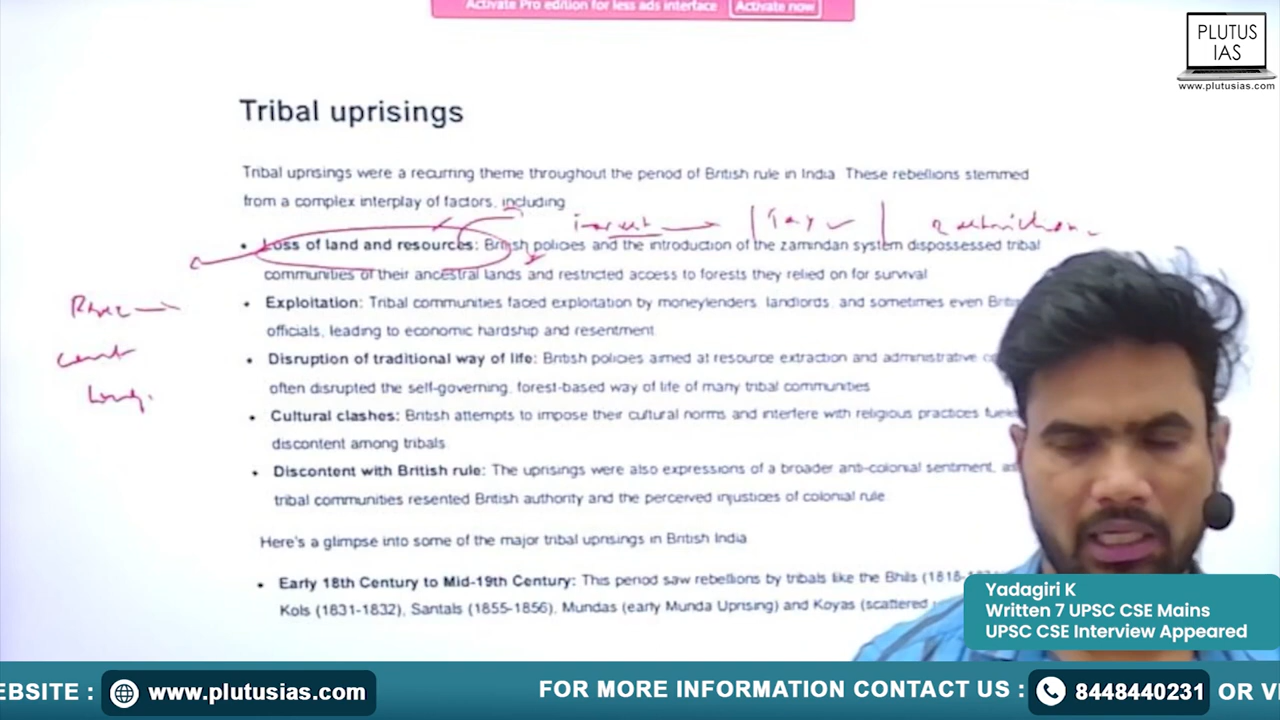 Activate Pro edition for less ads interface Activate now
PLUTUS
IAS
www.plutusias.com
Tribal uprisings
Tribal uprisings were a recurring theme throughout the period of British rule in India. These rebellions stemmed
from a complex interplay of factors, including
• Loss of land and resources: British policies and the introduction of the zamindari system dispossessed tribal
communities of their ancestral lands and restricted access to forests they relied on for survival
• Exploitation: Tribal communities faced exploitation by moneylenders, landlords, and sometimes even Briti
officials, leading to economic hardship and resentment
• Disruption of traditional way of life: British policies aimed at resource extraction and administrative
often disrupted the self-governing, forest-based way of life of many tribal communities
• Cultural clashes: British attempts to impose their cultural norms and interfere with religious practices
discontent among tribals
• Discontent with British rule: The uprisings were also expressions of a broader anti-colonial sentiment, as
tribal communities resented British authority and the perceived injustices of colonial rule
Here's a glimpse into some of the major tribal uprisings in British India
• Early 18th Century to Mid-19th Century: This period saw rebellions by tribals like the Bhils (1818-
Kols (1831-1832), Santals (1855-1856), Mundas (early Munda Uprising) and Koyas (scattered
Yadagiri K
Written 7 UPSC CSE Mains
UPSC CSE Interview Appeared
EBSITE : www.plutusias.com FOR MORE INFORMATION CONTACT US : 8448440231 OR VI